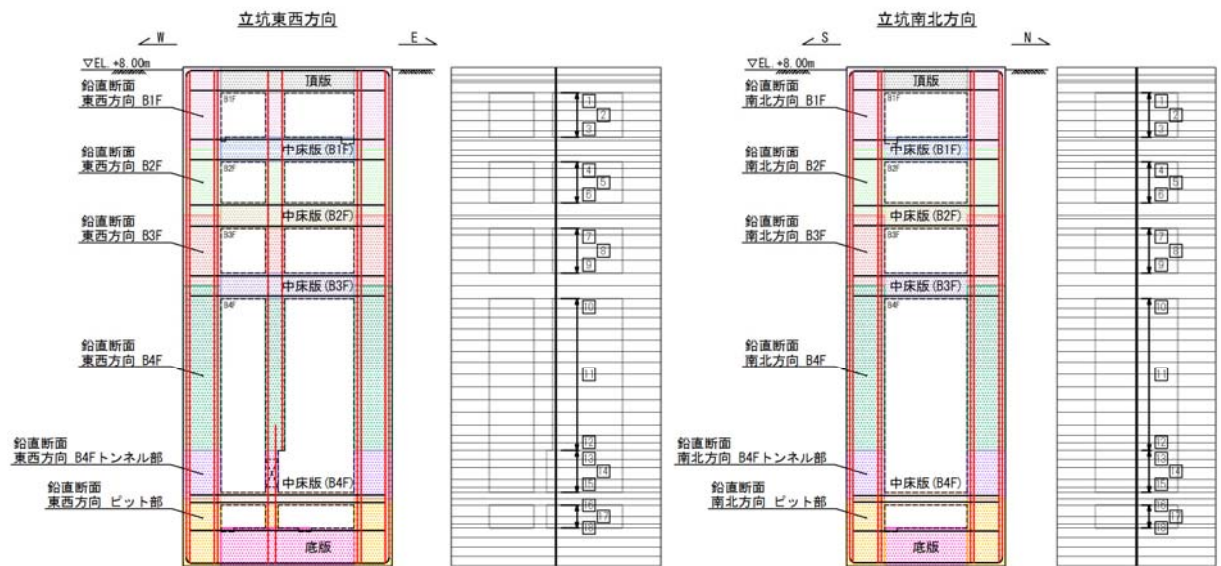 立坑東西方向
W
E
▽EL. +8.00m
鉛直断面
東西方向 B1F
鉛直断面
東西方向 B2F
鉛直断面
東西方向 B3F
鉛直断面
東西方向 B4F
鉛直断面
東西方向 B4Fトンネル部
鉛直断面
東西方向 ピット部
頂版
B1F
中床版(B1F)
B2F
中床版(B2F)
B3F
中床版(B3F)
B4F
中床版(B4F)
底版
1
2
3
4
5
6
7
8
9
10
11
12
13
14
15
16
17
18
立坑南北方向
S
N
▽EL. +8.00m
鉛直断面
南北方向 B1F
鉛直断面
南北方向 B2F
鉛直断面
南北方向 B3F
鉛直断面
南北方向 B4F
鉛直断面
南北方向 B4Fトンネル部
鉛直断面
南北方向 ピット部
頂版
B1F
中床版(B1F)
B2F
中床版(B2F)
B3F
中床版(B3F)
B4F
中床版(B4F)
底版
1
2
3
4
5
6
7
8
9
10
11
12
13
14
15
16
17
18